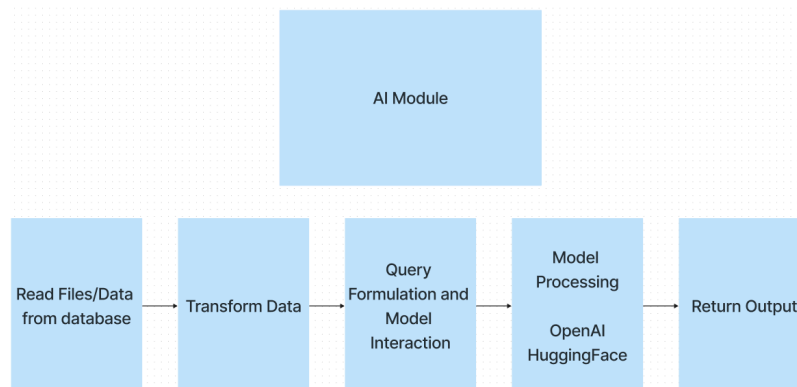 AI Module
Read Files/Data
from database
Transform Data
Query
Formulation and
Model
Interaction
Model
Processing
OpenAI
HuggingFace
Return Output